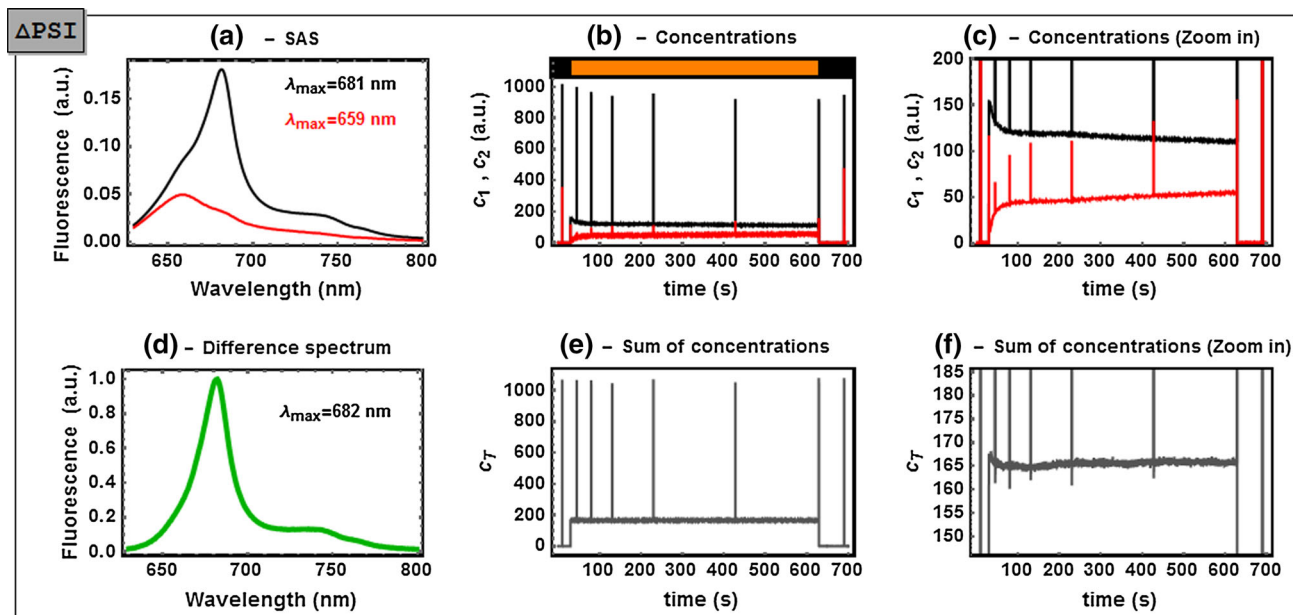 ΔPSI
(a) – SAS
Fluorescence (a.u.)
0.15
0.10
0.05
0.00
λmax=681 nm
λmax=659 nm
650 700 750 800
Wavelength (nm)
(b) – Concentrations
c1 , c2 (a.u.)
1000
800
600
400
200
0
100 200 300 400 500 600 700
time (s)
(c) – Concentrations (Zoom in)
c1 , c2 (a.u.)
200
150
100
50
0
100 200 300 400 500 600 700
time (s)
(d) – Difference spectrum
Fluorescence (a.u.)
1.0
0.8
0.6
0.4
0.2
0.0
λmax=682 nm
650 700 750 800
Wavelength (nm)
(e) – Sum of concentrations
cT
1000
800
600
400
200
0
100 200 300 400 500 600 700
time (s)
(f) – Sum of concentrations (Zoom in)
cT
185
180
175
170
165
160
155
150
100 200 300 400 500 600 700
time (s)